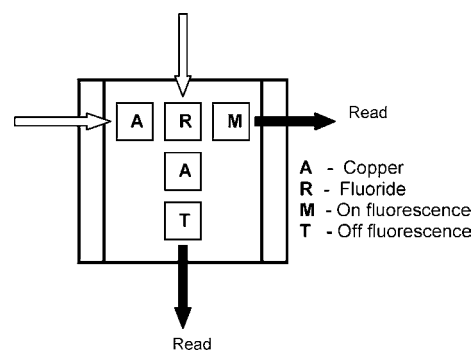 A R M
Read
A
T
A - Copper
R - Fluoride
M - On fluorescence
T - Off fluorescence
Read